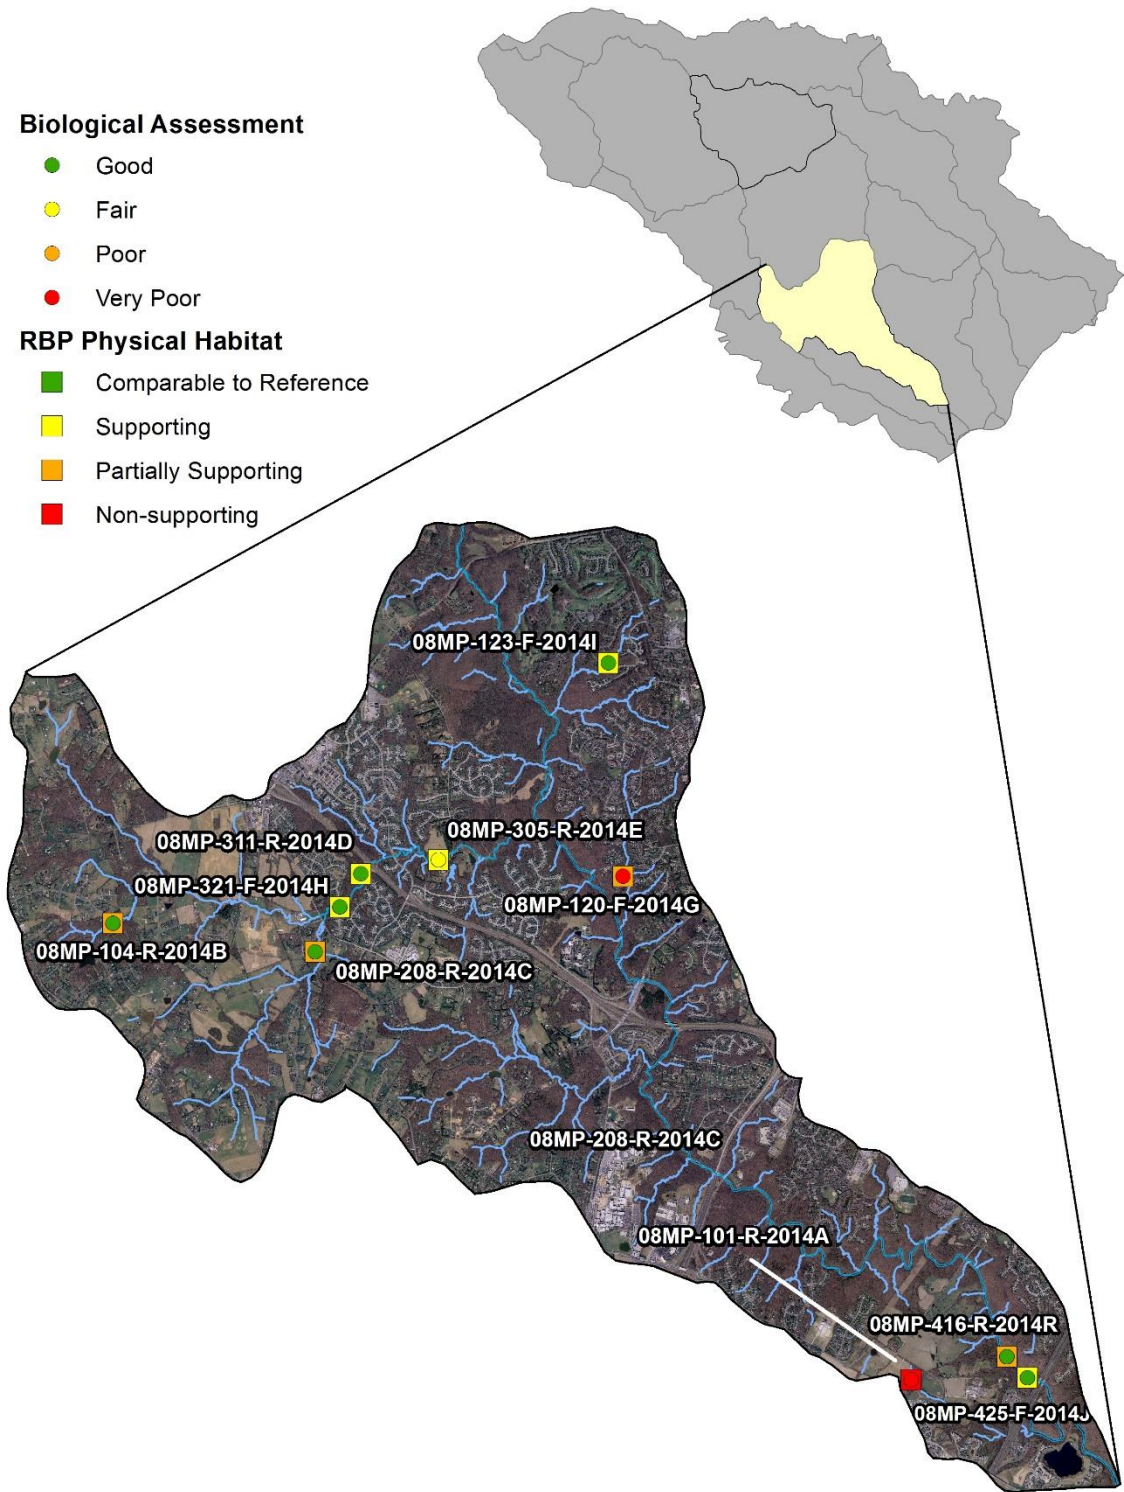 Biological Assessment
Good
Fair
Poor
Very Poor
RBP Physical Habitat
Comparable to Reference
Supporting
Partially Supporting
Non-supporting
08MP-123-F-2014I
08MP-305-R-2014E
08MP-311-R-2014D
08MP-321-F-2014H
08MP-120-F-2014G
08MP-104-R-2014B
08MP-208-R-2014C
08MP-208-R-2014C
08MP-101-R-2014A
08MP-416-R-2014R
08MP-425-F-2014J